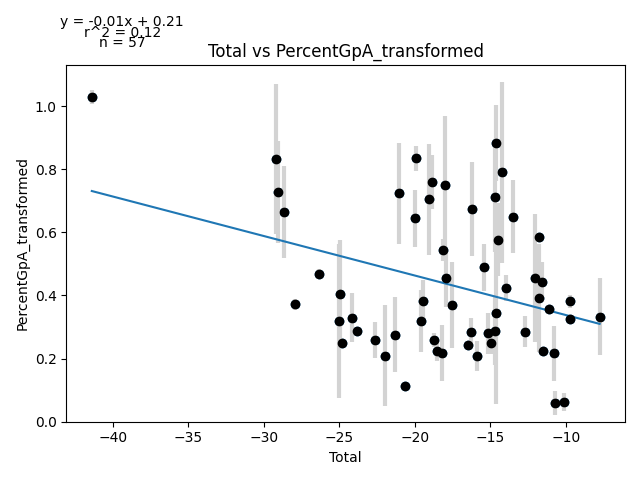 y = -0.01x + 0.21
r^2 = 0.12
n = 57
Total vs PercentGpA_transformed
PercentGpA_transformed
1.0
0.8
0.6
0.4
0.2
0.0
−40
−35
−30
−25
−20
−15
−10
Total